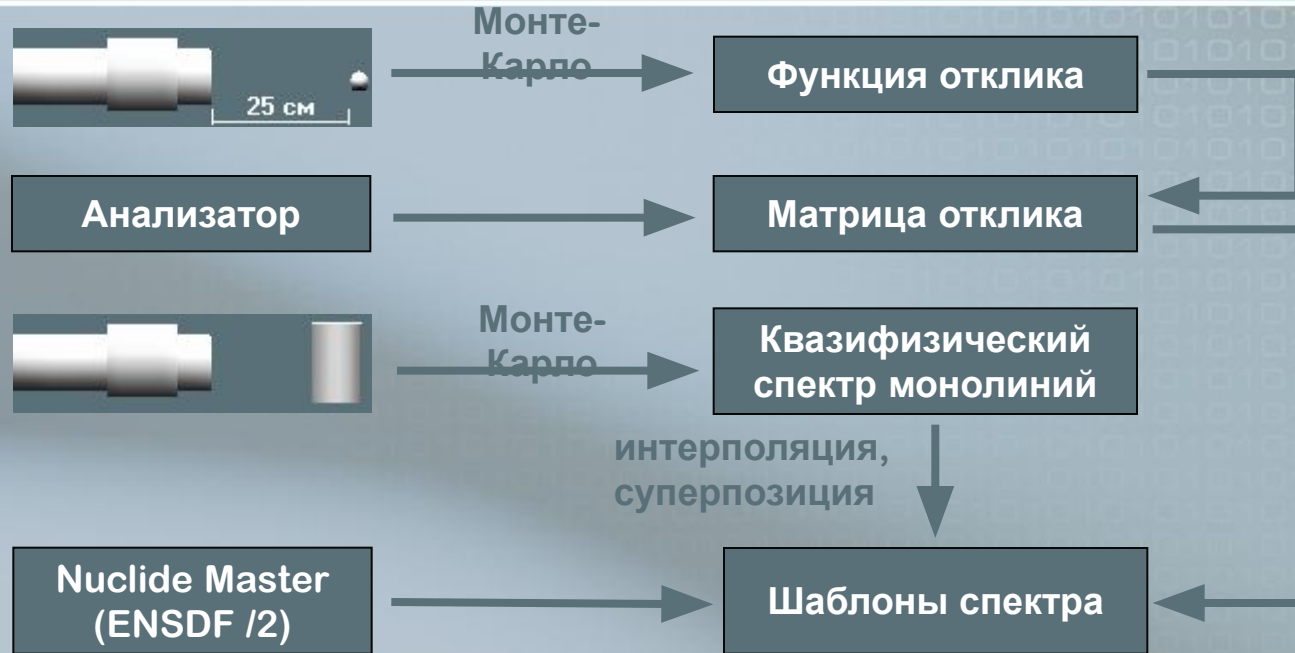 Монте-
Карло
Функция отклика
25 см
Анализатор
Матрица отклика
Монте-
Карло
Квазифизический
спектр монолиний
интерполяция,
суперпозиция
Nuclide Master
(ENSDF /2)
Шаблоны спектра